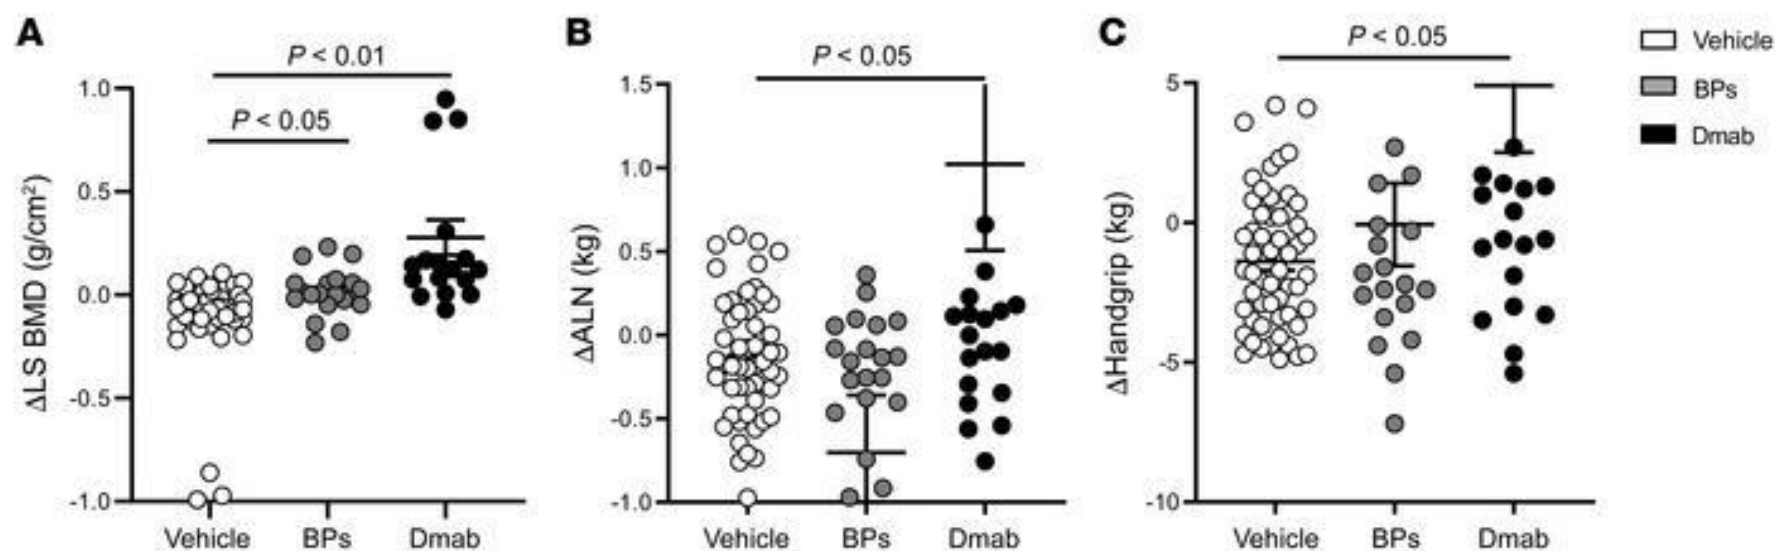 A
P < 0.01
P < 0.05
ΔLS BMD (g/cm²)
1.0
0.5
0.0
-0.5
-1.0
Vehicle
BPs
Dmab
B
P < 0.05
ΔALN (kg)
1.5
1.0
0.5
0.0
-0.5
-1.0
Vehicle
BPs
Dmab
C
P < 0.05
ΔHandgrip (kg)
5
0
-5
-10
Vehicle
BPs
Dmab
Vehicle
BPs
Dmab